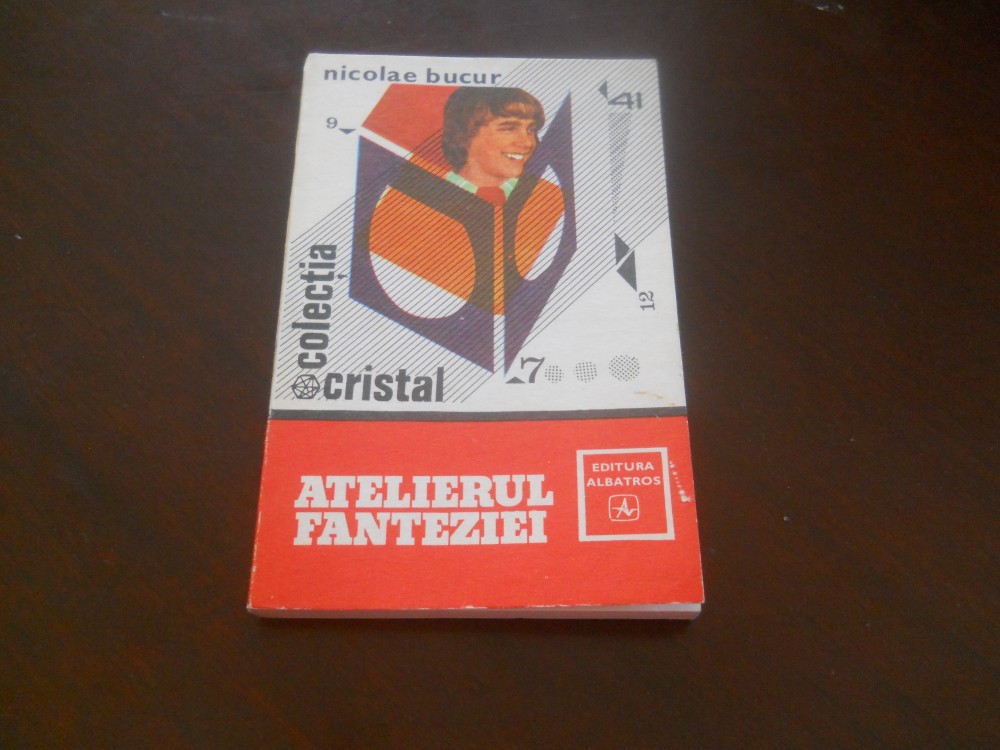 nicolae bucur
9
41
12
7
colecția
cristal
ATELIERUL
FANTEZIEI
EDITURA
ALBATROS